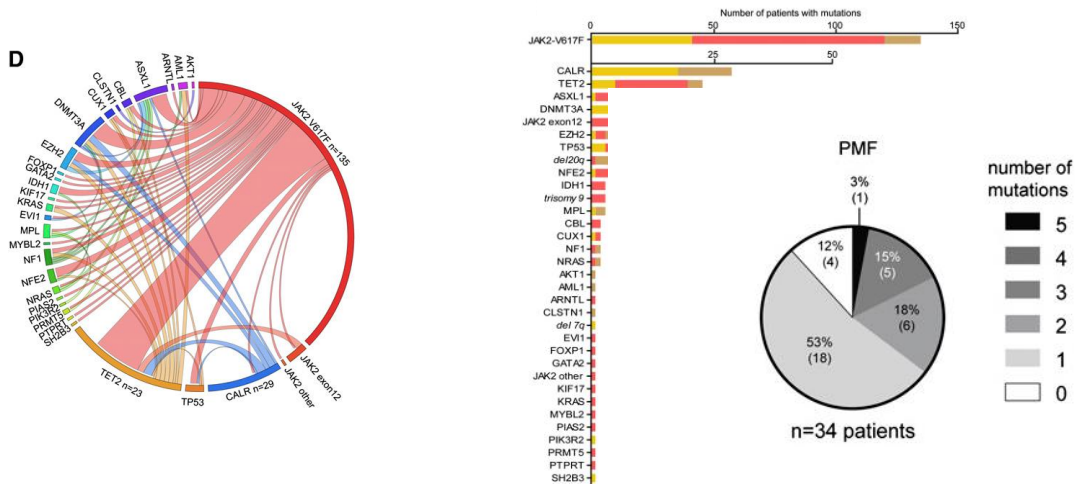 D
AKT1
AML1
ARNTL
ASXL1
CBL
CLSTN1
CUX1
DNMT3A
EZH2
FOXP1
GATA2
IDH1
KIF17
KRAS
EVI1
MPL
MYBL2
NF1
NFE2
NRAS
PIAS2
PIK3R2
PRMT5
PTPRT
SH2B3
TET2 n=23
TP53
CALR n=29
JAK2 other
JAK2 exon12
JAK2 V617F n=135
Number of patients with mutations
0 50 100 150
JAK2-V617F
25 50
CALR
TET2
ASXL1
DNMT3A
JAK2 exon12
EZH2
TP53
del20q
NFE2
IDH1
trisomy 9
MPL
CBL
CUX1
NF1
NRAS
AKT1
AML1
ARNTL
CLSTN1
del 7q
EVI1
FOXP1
GATA2
JAK2 other
KIF17
KRAS
MYBL2
PIAS2
PIK3R2
PRMT5
PTPRT
SH2B3
PMF
3%
(1)
12%
(4)
15%
(5)
18%
(6)
53%
(18)
n=34 patients
number of
mutations
5
4
3
2
1
0